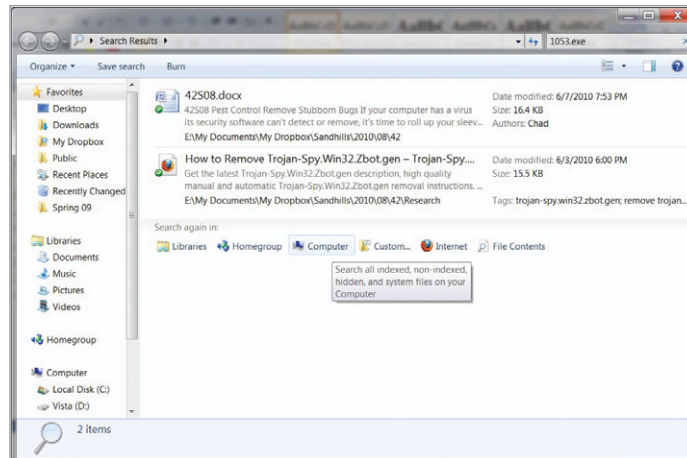 Search Results
1053.exe
Organize
Save search
Burn
Favorites
Desktop
Downloads
My Dropbox
Public
Recent Places
Recently Changed
Spring 09
Libraries
Documents
Music
Pictures
Videos
Homegroup
Computer
Local Disk (C:)
Vista (D:)
42S08.docx
42S08 Pest Control Remove Stubborn Bugs If your computer has a virus
its security software can't detect or remove, it's time to roll up your sleev...
E:\My Documents\My Dropbox\Sandhills\2010\08\42
Date modified: 6/7/2010 7:53 PM
Size: 16.4 KB
Authors: Chad
How to Remove Trojan-Spy.Win32.Zbot.gen – Trojan-Spy....
Get the latest Trojan-Spy.Win32.Zbot.gen description, high quality
manual and automatic Trojan-Spy.Win32.Zbot.gen removal instructions. ...
E:\My Documents\My Dropbox\Sandhills\2010\08\42\Research
Date modified: 6/3/2010 6:00 PM
Size: 15.5 KB
Tags: trojan-spy.win32.zbot.gen; remove trojan...
Search again in:
Libraries
Homegroup
Computer
Custom...
Internet
File Contents
Search all indexed, non-indexed,
hidden, and system files on your
Computer
2 items